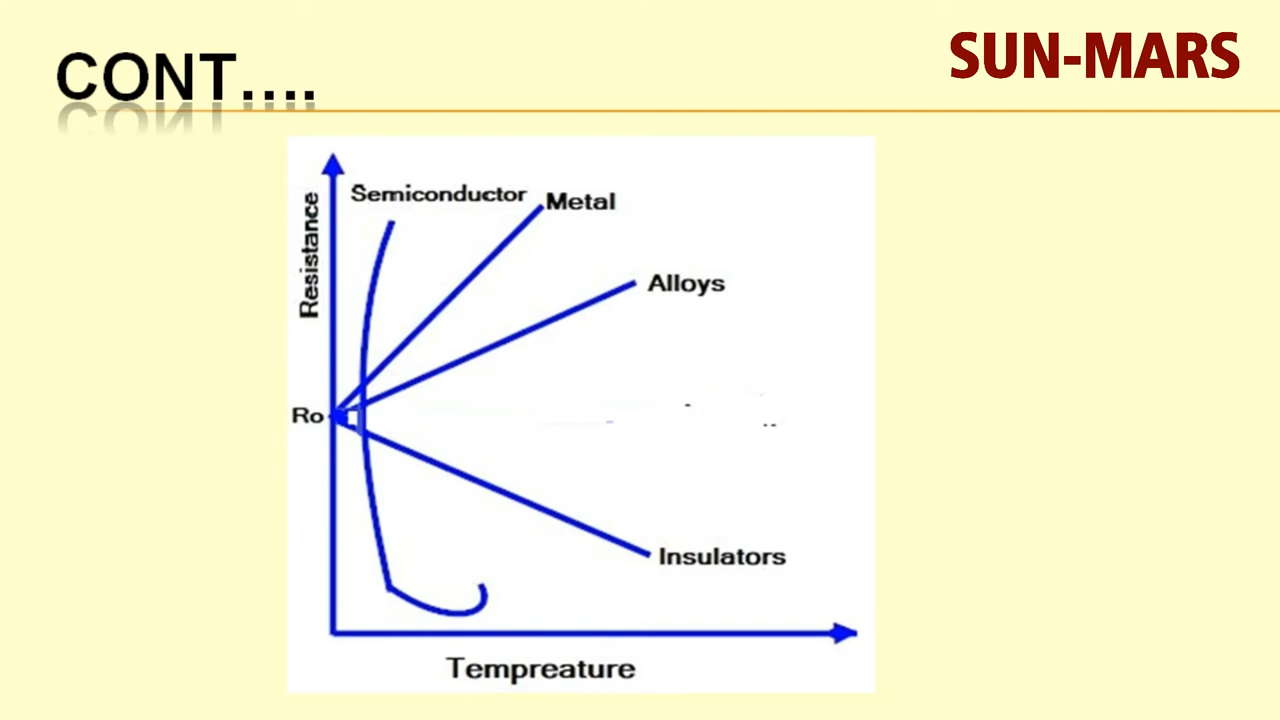 CONT....
SUN-MARS
Semiconductor
Metal
Resistance
Alloys
Ro
Insulators
Tempreature